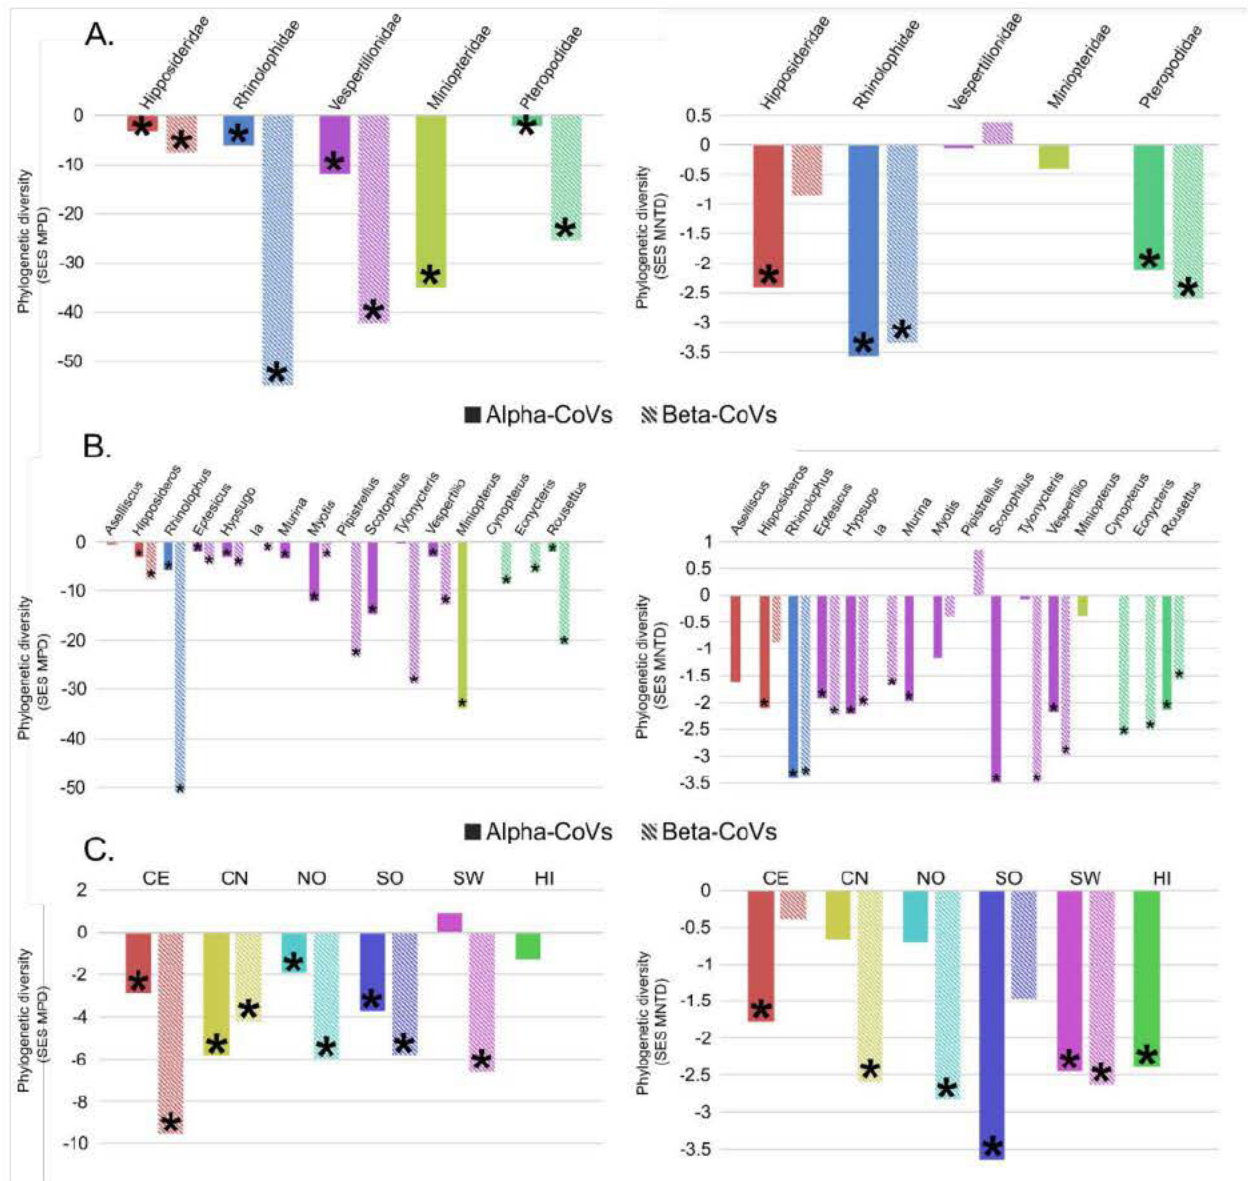 A.
Hipposideridae Rhinolophidae Vespertilionidae Miniopteridae Pteropodidae
0
-10
-20
-30
-40
-50
Phylogenetic diversity
(SES MPD)
Hipposideridae Rhinolophidae Vespertilionidae Miniopteridae Pteropodidae
0.5
0
-0.5
-1
-1.5
-2
-2.5
-3
-3.5
Phylogenetic diversity
(SES MNTD)
Alpha-CoVs Beta-CoVs
B.
Aselliscus Hipposideros Rhinolophus Eptesicus Hypsugo Ia Murina Myotis Pipistrellus Scotophilus Tylonycteris Vespertilio Miniopterus Cynopterus Eonycteris Rousettus
0
-10
-20
-30
-40
-50
Phylogenetic diversity
(SES MPD)
Aselliscus Hipposideros Rhinolophus Eptesicus Hypsugo Ia Murina Myotis Pipistrellus Scotophilus Tylonycteris Vespertilio Miniopterus Cynopterus Eonycteris Rousettus
1
0.5
0
-0.5
-1
-1.5
-2
-2.5
-3
-3.5
Phylogenetic diversity
(SES MNTD)
Alpha-CoVs Beta-CoVs
C.
CE CN NO SO SW HI
2
0
-2
-4
-6
-8
-10
Phylogenetic diversity
(SES MPD)
CE CN NO SO SW HI
0
-0.5
-1
-1.5
-2
-2.5
-3
-3.5
Phylogenetic diversity
(SES MNTD)